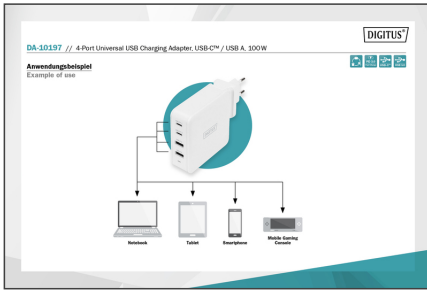 DIGITUS®
DA-10197 // 4-Port Universal USB Charging Adapter, USB-C™ / USB A, 100W
Anwendungsbeispiel
Example of use
DIGITUS
Notebook
Tablet
Smartphone
Mobile Gaming
Console